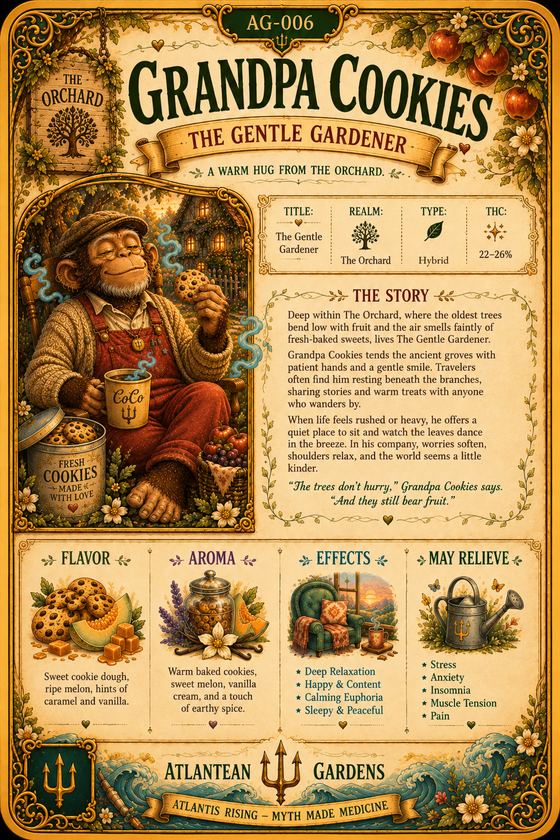 AG-006
THE
ORCHARD
GRANDPA COOKIES
THE GENTLE GARDENER
A WARM HUG FROM THE ORCHARD.
TITLE:
The Gentle
Gardener
REALM:
The Orchard
TYPE:
Hybrid
THC:
22–26%
THE STORY
Deep within The Orchard, where the oldest trees
bend low with fruit and the air smells faintly of
fresh-baked sweets, lives The Gentle Gardener.
Grandpa Cookies tends the ancient groves with
patient hands and a gentle smile. Travelers
often find him resting beneath the branches,
sharing stories and warm treats with anyone
who wanders by.
When life feels rushed or heavy, he offers a
quiet place to sit and watch the leaves dance
in the breeze. In his company, worries soften,
shoulders relax, and the world seems a little
kinder.
“The trees don't hurry,” Grandpa Cookies says.
“And they still bear fruit.”
CoCo
FRESH
COOKIES
MADE
WITH LOVE
FLAVOR
Sweet cookie dough,
ripe melon, hints of
caramel and vanilla.
AROMA
Warm baked cookies,
sweet melon, vanilla
cream, and a touch
of earthy spice.
EFFECTS
★ Deep Relaxation
★ Happy & Content
★ Calming Euphoria
★ Sleepy & Peaceful
MAY RELIEVE
★ Stress
★ Anxiety
★ Insomnia
★ Muscle Tension
★ Pain
ATLANTEAN GARDENS
ATLANTIS RISING – MYTH MADE MEDICINE